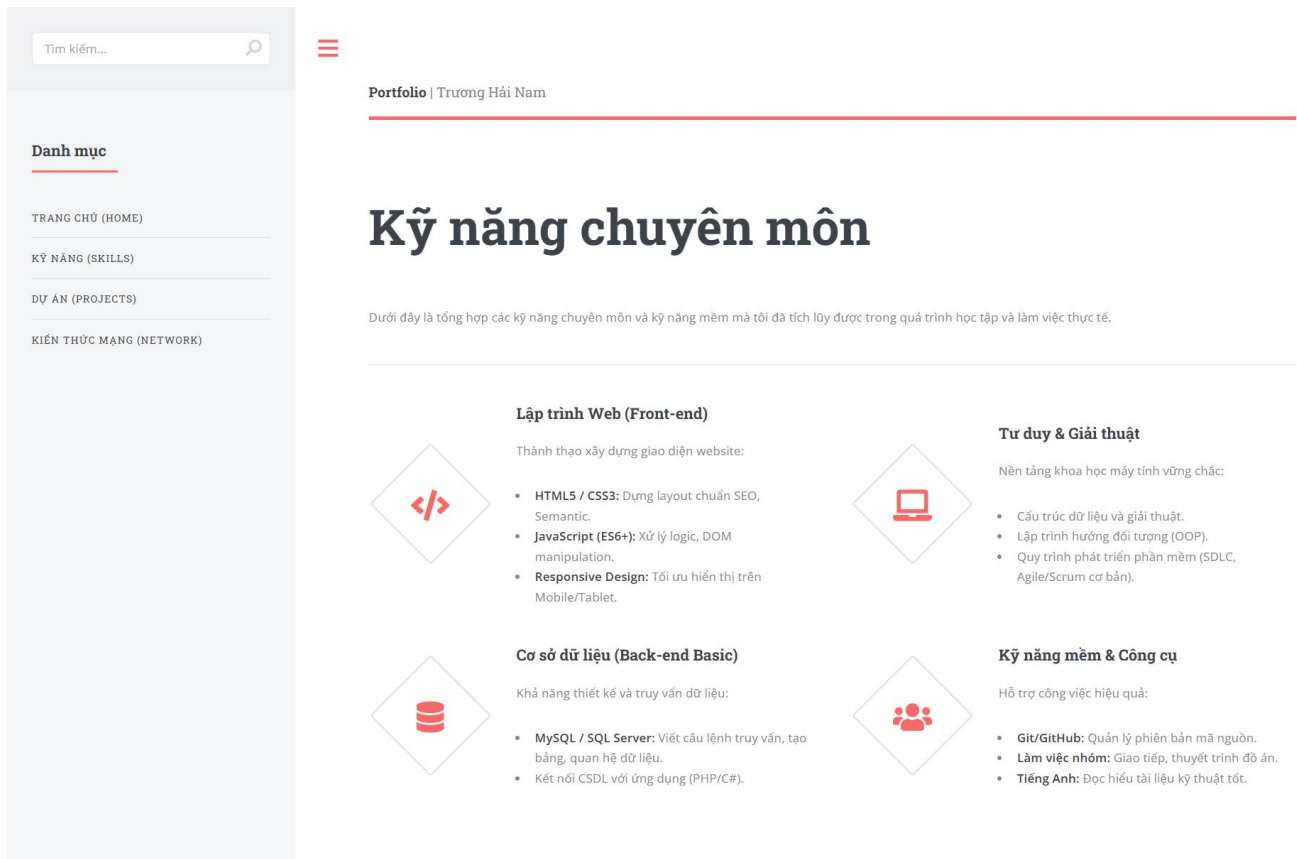 Tìm kiếm...
Danh mục
TRANG CHỦ (HOME)
KỸ NĂNG (SKILLS)
DỰ ÁN (PROJECTS)
KIẾN THỨC MẠNG (NETWORK)
Portfolio | Trương Hải Nam
Kỹ năng chuyên môn
Dưới đây là tổng hợp các kỹ năng chuyên môn và kỹ năng mềm mà tôi đã tích lũy được trong quá trình học tập và làm việc thực tế.
Lập trình Web (Front-end)
Thành thạo xây dựng giao diện website:
• HTML5 / CSS3: Dựng layout chuẩn SEO,
Semantic.
• JavaScript (ES6+): Xử lý logic, DOM
manipulation.
• Responsive Design: Tối ưu hiển thị trên
Mobile/Tablet.
Tư duy & Giải thuật
Nền tảng khoa học máy tính vững chắc:
• Cấu trúc dữ liệu và giải thuật.
• Lập trình hướng đối tượng (OOP).
• Quy trình phát triển phần mềm (SDLC,
Agile/Scrum cơ bản).
Cơ sở dữ liệu (Back-end Basic)
Khả năng thiết kế và truy vấn dữ liệu:
• MySQL / SQL Server: Viết câu lệnh truy vấn, tạo
bảng, quan hệ dữ liệu.
• Kết nối CSDL với ứng dụng (PHP/C#).
Kỹ năng mềm & Công cụ
Hỗ trợ công việc hiệu quả:
• Git/GitHub: Quản lý phiên bản mã nguồn.
• Làm việc nhóm: Giao tiếp, thuyết trình đồ án.
• Tiếng Anh: Đọc hiểu tài liệu kỹ thuật tốt.